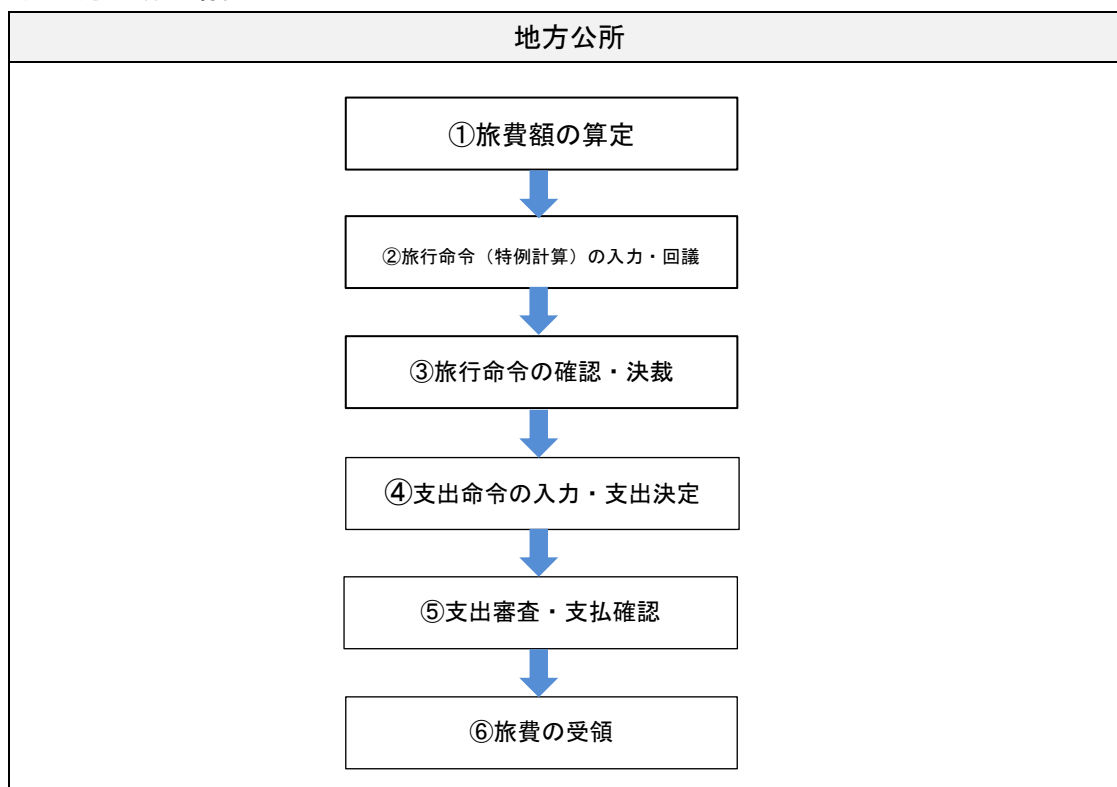 地方公所
①旅費額の算定
②旅行命令（特例計算）の入力・回議
③旅行命令の確認・決裁
④支出命令の入力・支出決定
⑤支出審査・支払確認
⑥旅費の受領